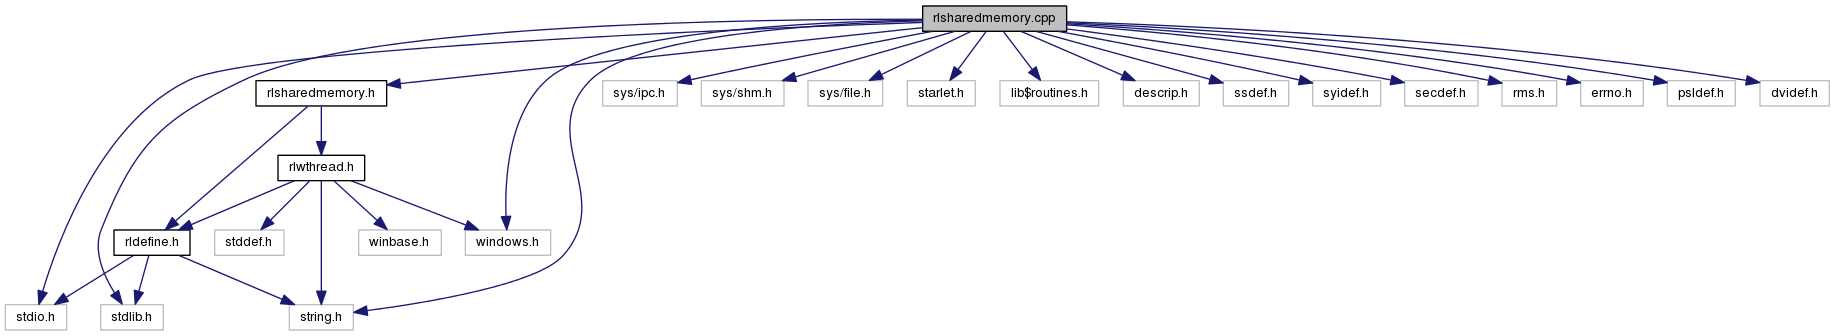 rlsharedmemory.cpp
rlsharedmemory.h
sys/ipc.h
sys/shm.h
sys/file.h
starlet.h
lib$routines.h
descrip.h
ssdef.h
syidef.h
secdef.h
rms.h
errno.h
psldef.h
dvidef.h
rlwthread.h
rldefine.h
stddef.h
winbase.h
windows.h
stdio.h
stdlib.h
string.h